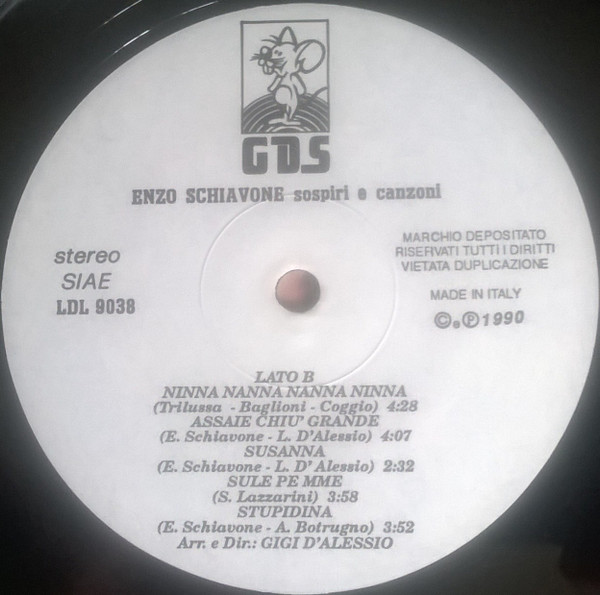 GDS
ENZO SCHIAVONE sospiri e canzoni
stereo
SIAE
LDL 9038
MARCHIO DEPOSITATO
RISERVATI TUTTI I DIRITTI
VIETATA DUPLICAZIONE
MADE IN ITALY
© e ℗ 1990
LATO B
NINNA NANNA NANNA NINNA
(Trilussa - Baglioni - Coggio) 4:28
ASSAIE CHIU' GRANDE
(E. Schiavone - L. D'Alessio) 4:07
SUSANNA
(E. Schiavone - L. D'Alessio) 2:32
SULE PE MME
(S. Lazzarini) 3:58
STUPIDINA
(E. Schiavone - A. Botrugno) 3:52
Arr. e Dir.: GIGI D'ALESSIO